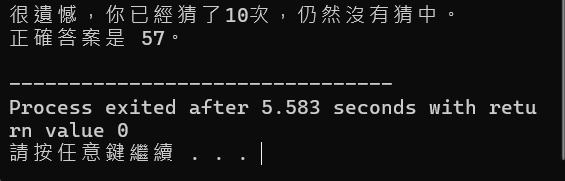 很遺憾，你已經猜了10次，仍然沒有猜中。
正確答案是 57。
--------------------------------
Process exited after 5.583 seconds with retu
rn value 0
請按任意鍵繼續 . . .